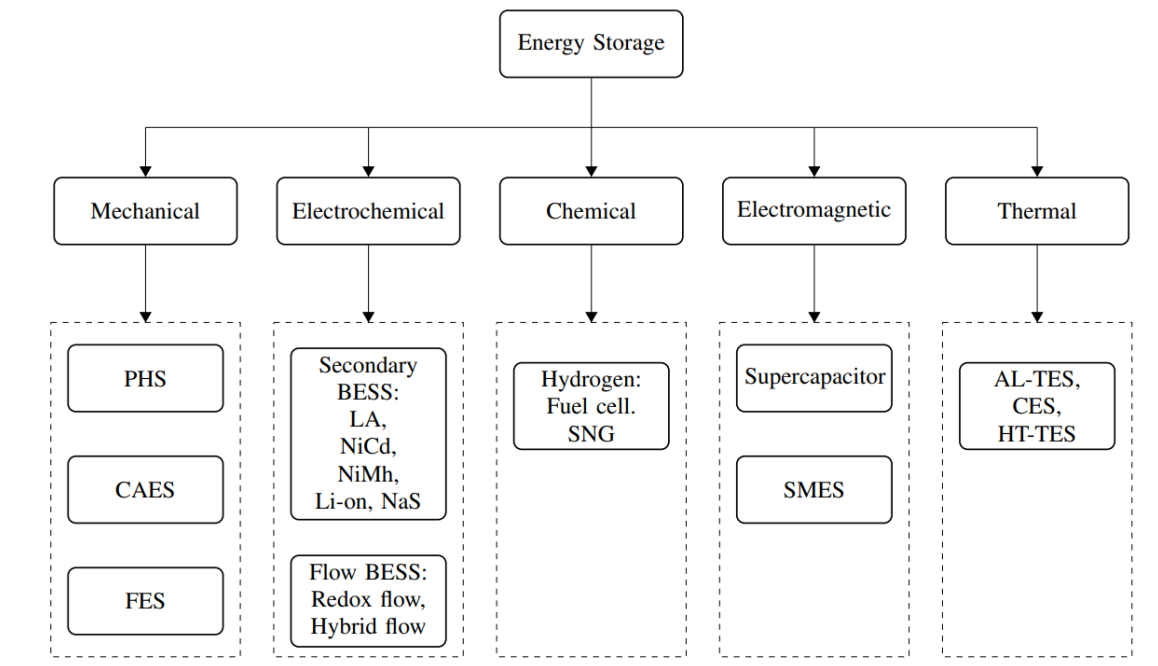 Energy Storage
Mechanical
Electrochemical
Chemical
Electromagnetic
Thermal
PHS
CAES
FES
Secondary
BESS:
LA,
NiCd,
NiMh,
Li-on, NaS
Flow BESS:
Redox flow,
Hybrid flow
Hydrogen:
Fuel cell.
SNG
Supercapacitor
SMES
AL-TES,
CES,
HT-TES